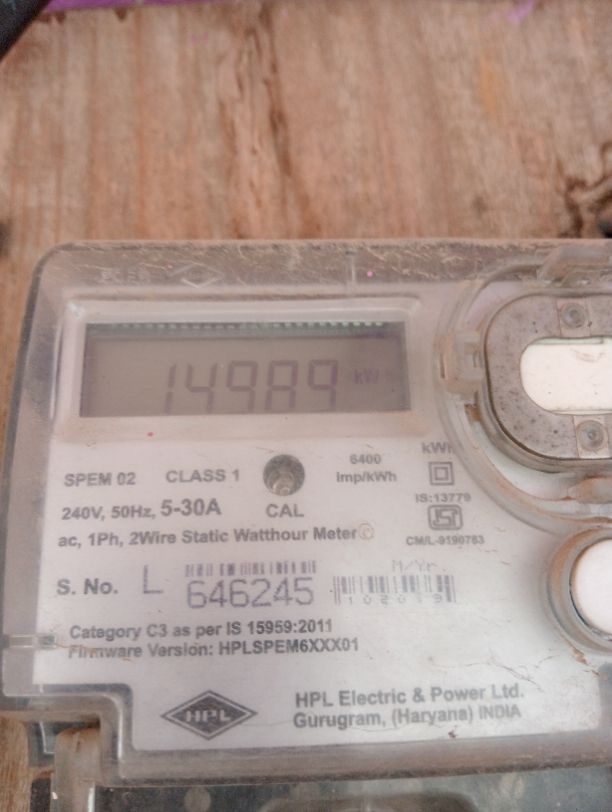 14989 kWh
SPEM 02 CLASS 1
6400
imp/kWh
kWh
240V, 50Hz, 5-30A
CAL
IS:13779
ac, 1Ph, 2Wire Static Watthour Meter©
CM/L-9190783
S. No. L 646245
M/Yr.
102019
Category C3 as per IS 15959:2011
Firmware Version: HPLSPEM6XXX01
HPL
HPL Electric & Power Ltd.
Gurugram, (Haryana) INDIA